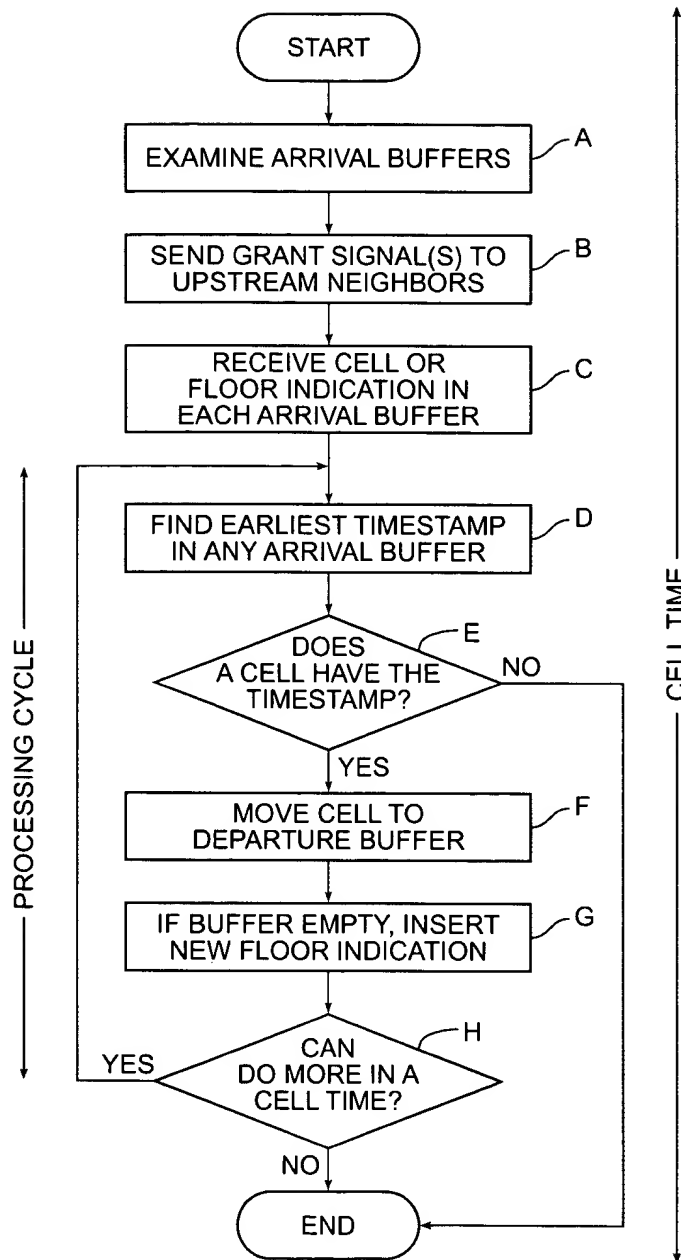 START
EXAMINE ARRIVAL BUFFERS
A
SEND GRANT SIGNAL(S) TO
UPSTREAM NEIGHBORS
B
RECEIVE CELL OR
FLOOR INDICATION IN
EACH ARRIVAL BUFFER
C
FIND EARLIEST TIMESTAMP
IN ANY ARRIVAL BUFFER
D
DOES
A CELL HAVE THE
TIMESTAMP?
E
NO
YES
MOVE CELL TO
DEPARTURE BUFFER
F
IF BUFFER EMPTY, INSERT
NEW FLOOR INDICATION
G
CAN
DO MORE IN A
CELL TIME?
H
YES
NO
END
PROCESSING CYCLE
CELL TIME